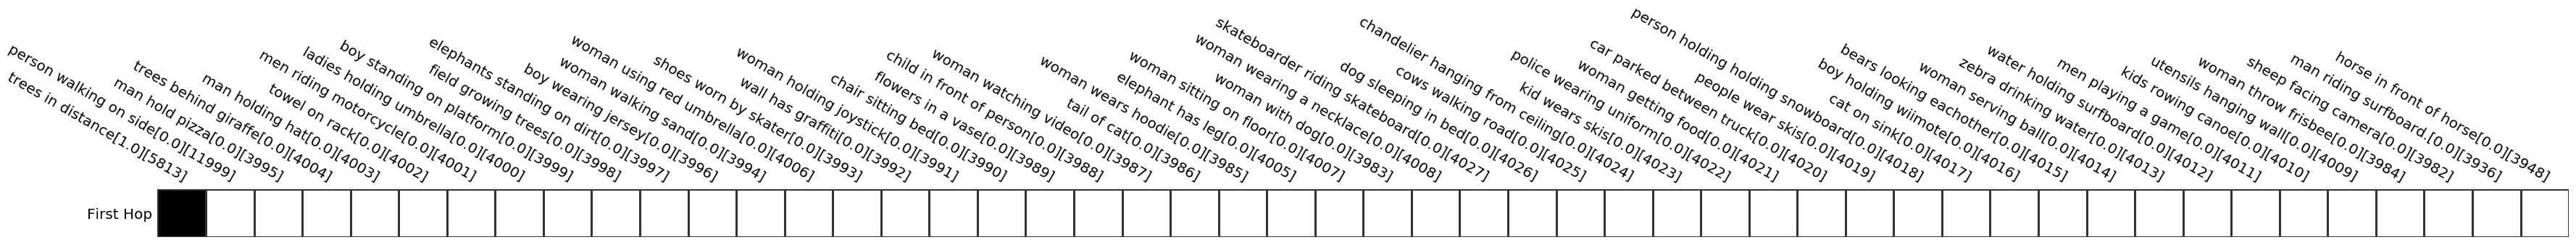 trees in distance[1.0][5813]
person walking on side[0.0][11999]
man hold pizza[0.0][3995]
trees behind giraffe[0.0][4004]
man holding hat[0.0][4003]
towel on rack[0.0][4002]
men riding motorcycle[0.0][4001]
ladies holding umbrella[0.0][4000]
boy standing on platform[0.0][3999]
field growing trees[0.0][3998]
elephants standing on dirt[0.0][3997]
boy wearing jersey[0.0][3996]
woman walking sand[0.0][3994]
woman using red umbrella[0.0][4006]
shoes worn by skater[0.0][3993]
wall has graffiti[0.0][3992]
woman holding joystick[0.0][3991]
chair sitting bed[0.0][3990]
flowers in a vase[0.0][3989]
child in front of person[0.0][3988]
woman watching video[0.0][3987]
tail of cat[0.0][3986]
woman wears hoodie[0.0][3985]
elephant has leg[0.0][4005]
woman sitting on floor[0.0][4007]
woman with dog[0.0][3983]
woman wearing a necklace[0.0][4008]
skateboarder riding skateboard[0.0][4027]
dog sleeping in bed[0.0][4026]
cows walking road[0.0][4025]
chandelier hanging from ceiling[0.0][4024]
kid wears skis[0.0][4023]
police wearing uniform[0.0][4022]
woman getting food[0.0][4021]
car parked between truck[0.0][4020]
people wear skis[0.0][4019]
person holding holding snowboard[0.0][4018]
cat on sink[0.0][4017]
boy holding wiimote[0.0][4016]
bears looking eachother[0.0][4015]
woman serving ball[0.0][4014]
zebra drinking water[0.0][4013]
water holding surfboard[0.0][4012]
men playing a game[0.0][4011]
kids rowing canoe[0.0][4010]
utensils hanging wall[0.0][4009]
woman throw frisbee[0.0][3984]
sheep facing camera[0.0][3982]
man riding surfboard.[0.0][3936]
horse in front of horse[0.0][3948]
First Hop